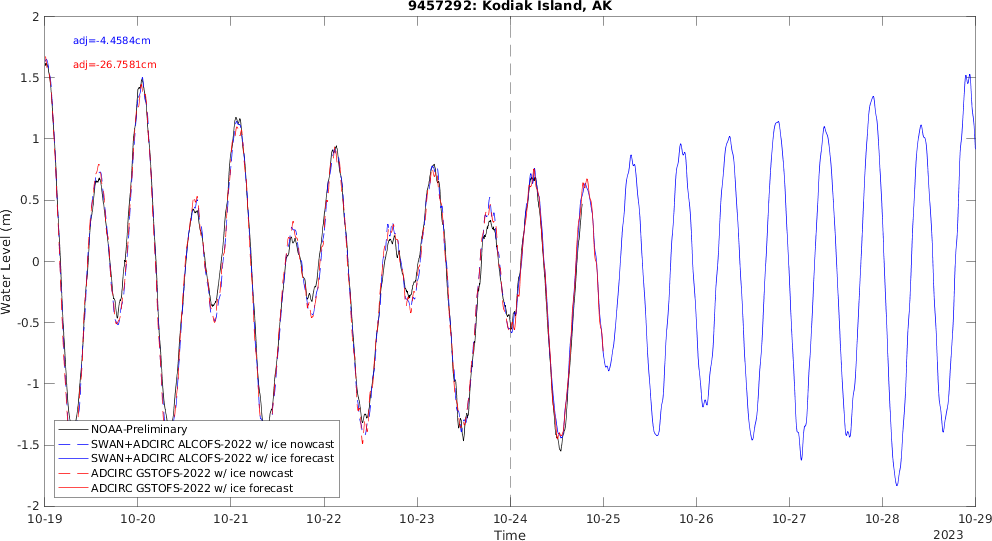 9457292: Kodiak Island, AK
2
adj=-4.4584cm
adj=-26.7581cm
1.5
1
0.5
0
-0.5
-1
-1.5
-2
Water Level (m)
NOAA-Preliminary
SWAN+ADCIRC ALCOFS-2022 w/ ice nowcast
SWAN+ADCIRC ALCOFS-2022 w/ ice forecast
ADCIRC GSTOFS-2022 w/ ice nowcast
ADCIRC GSTOFS-2022 w/ ice forecast
10-19 10-20 10-21 10-22 10-23 10-24 10-25 10-26 10-27 10-28 10-29
Time
2023